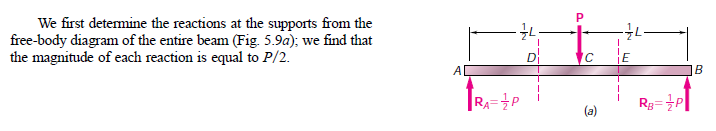 We first determine the reactions at the supports from the
free-body diagram of the entire beam (Fig. 5.9a); we find that
the magnitude of each reaction is equal to P/2.
P
½L ½L
D C E
A B
R_A=½P R_B=½P
(a)